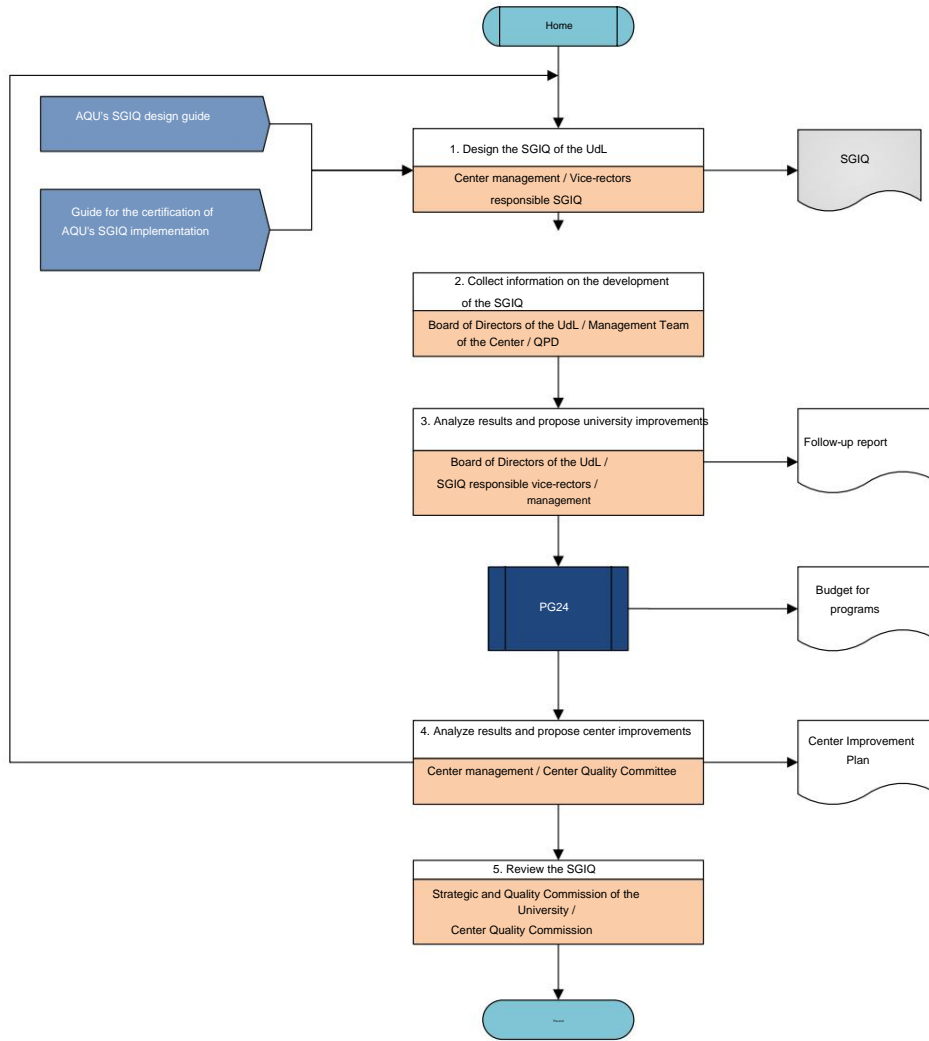 Home
AQU's SGIQ design guide
Guide for the certification of
AQU's SGIQ implementation
1. Design the SGIQ of the UdL
Center management / Vice-rectors
responsible SGIQ
SGIQ
2. Collect information on the development
of the SGIQ
Board of Directors of the UdL / Management Team
of the Center / QPD
3. Analyze results and propose university improvements
Board of Directors of the UdL /
SGIQ responsible vice-rectors /
management
Follow-up report
PG24
Budget for
programs
4. Analyze results and propose center improvements
Center management / Center Quality Committee
Center Improvement
Plan
5. Review the SGIQ
Strategic and Quality Commission of the
University /
Center Quality Commission